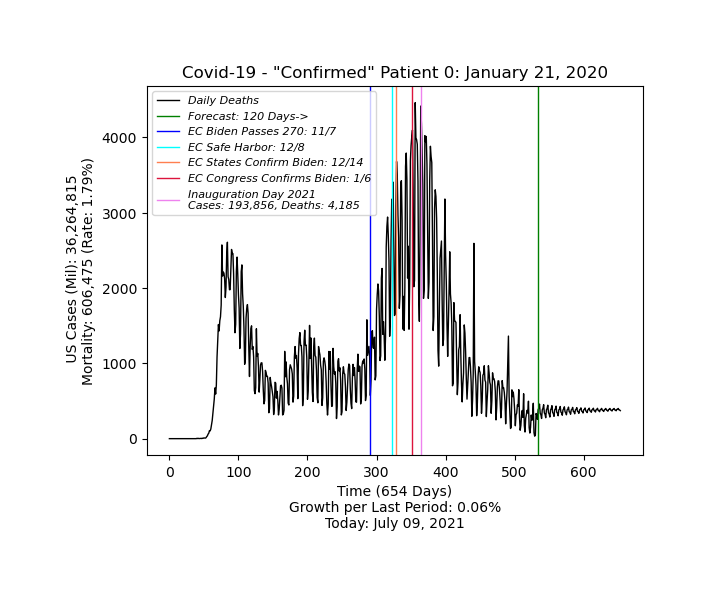 Covid-19 - "Confirmed" Patient 0: January 21, 2020
Daily Deaths
Forecast: 120 Days->
EC Biden Passes 270: 11/7
EC Safe Harbor: 12/8
EC States Confirm Biden: 12/14
EC Congress Confirms Biden: 1/6
Inauguration Day 2021
Cases: 193,856, Deaths: 4,185
US Cases (Mil): 36,264,815
Mortality: 606,475 (Rate: 1.79%)
4000
3000
2000
1000
0
0 100 200 300 400 500 600
Time (654 Days)
Growth per Last Period: 0.06%
Today: July 09, 2021